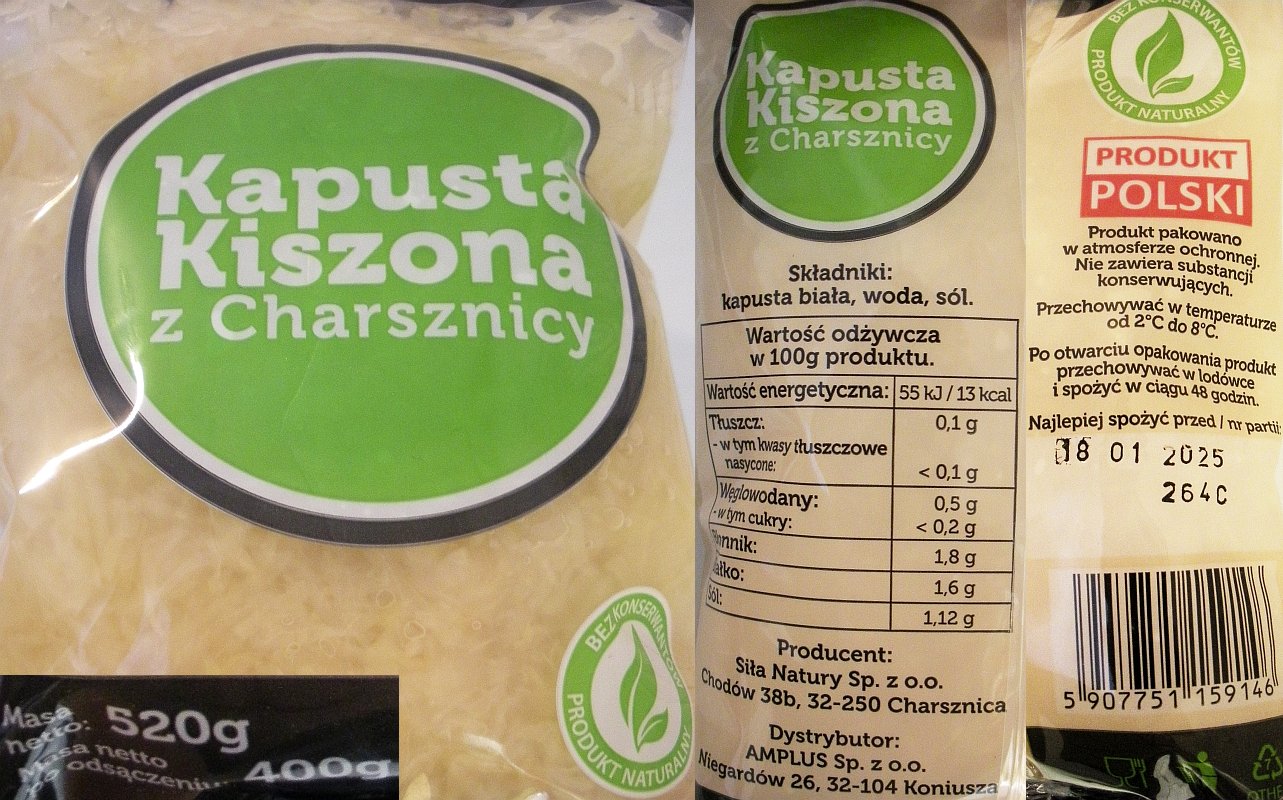 Kapusta
Kiszona
z Charsznicy
BEZ KONSERWANTÓW
PRODUKT NATURALNY
Masa
netto: 520g
Masa netto
po odsączeniu 400g
Kapusta
Kiszona
z Charsznicy
Składniki:
kapusta biała, woda, sól.
Wartość odżywcza
w 100g produktu.
Wartość energetyczna: 55 kJ / 13 kcal
Tłuszcz: 0,1 g
- w tym kwasy tłuszczowe
nasycone: < 0,1 g
Węglowodany: 0,5 g
- w tym cukry: < 0,2 g
Błonnik: 1,8 g
Białko: 1,6 g
Sól: 1,12 g
Producent:
Siła Natury Sp. z o.o.
Chodów 38b, 32-250 Charsznica
Dystrybutor:
AMPLUS Sp. z o.o.
Niegardów 26, 32-104 Koniusza
BEZ KONSERWANTÓW
PRODUKT NATURALNY
PRODUKT
POLSKI
Produkt pakowano
w atmosferze ochronnej.
Nie zawiera substancji
konserwujących.
Przechowywać w temperaturze
od 2°C do 8°C.
Po otwarciu opakowania produkt
przechowywać w lodówce
i spożyć w ciągu 48 godzin.
Najlepiej spożyć przed / nr partii:
18 01 2025
264C
5 907751 159146
7